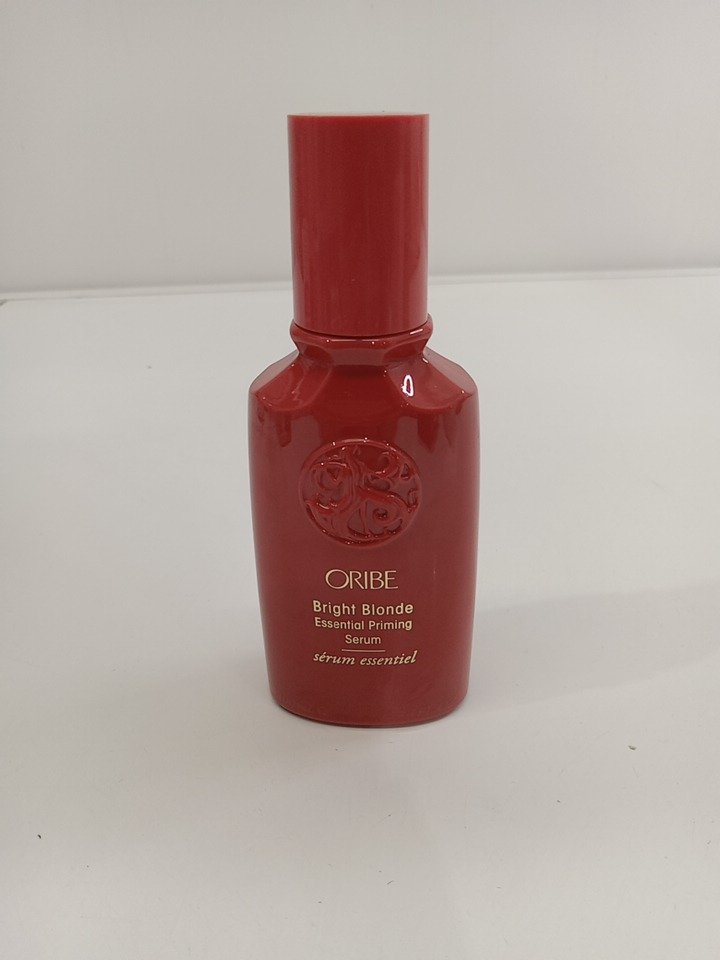 ORIBE
Bright Blonde
Essential Priming
Serum
sérum essentiel